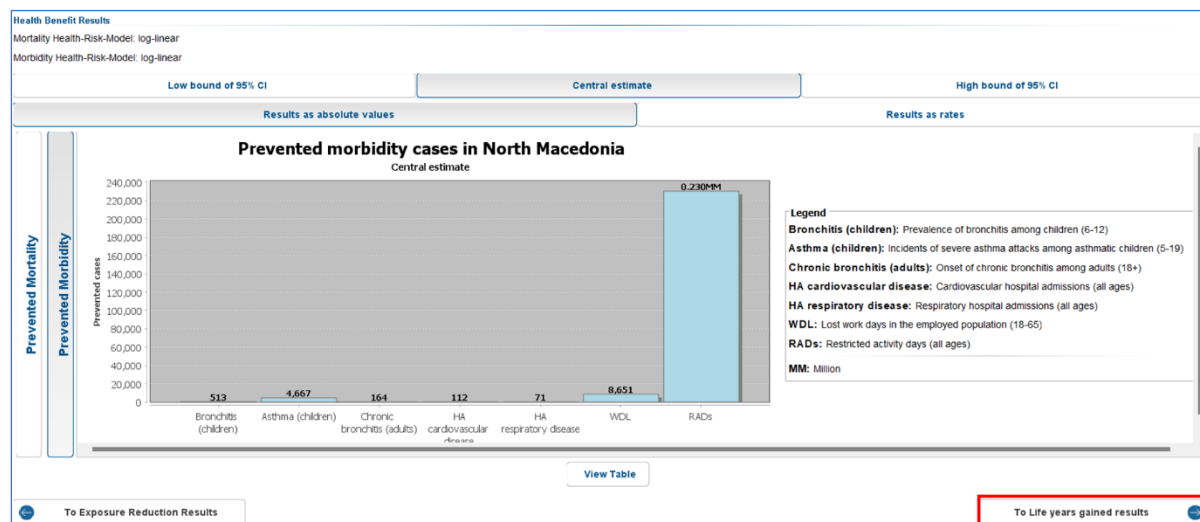 Health Benefit Results
Mortality Health-Risk-Model: log-linear
Morbidity Health-Risk-Model: log-linear
Low bound of 95% CI
Central estimate
High bound of 95% CI
Results as absolute values
Results as rates
Prevented Mortality
Prevented Morbidity
Prevented morbidity cases in North Macedonia
Central estimate
Prevented cases
240,000
220,000
200,000
180,000
160,000
140,000
120,000
100,000
80,000
60,000
40,000
20,000
0
513
4,667
164
112
71
8,651
0.230MM
Bronchitis
(children)
Asthma (children)
Chronic
bronchitis (adults)
HA
cardiovascular
disease
HA
respiratory disease
WDL
RADs
Legend
Bronchitis (children): Prevalence of bronchitis among children (6-12)
Asthma (children): Incidents of severe asthma attacks among asthmatic children (5-19)
Chronic bronchitis (adults): Onset of chronic bronchitis among adults (18+)
HA cardiovascular disease: Cardiovascular hospital admissions (all ages)
HA respiratory disease: Respiratory hospital admissions (all ages)
WDL: Lost work days in the employed population (18-65)
RADs: Restricted activity days (all ages)
MM: Million
View Table
To Exposure Reduction Results
To Life years gained results